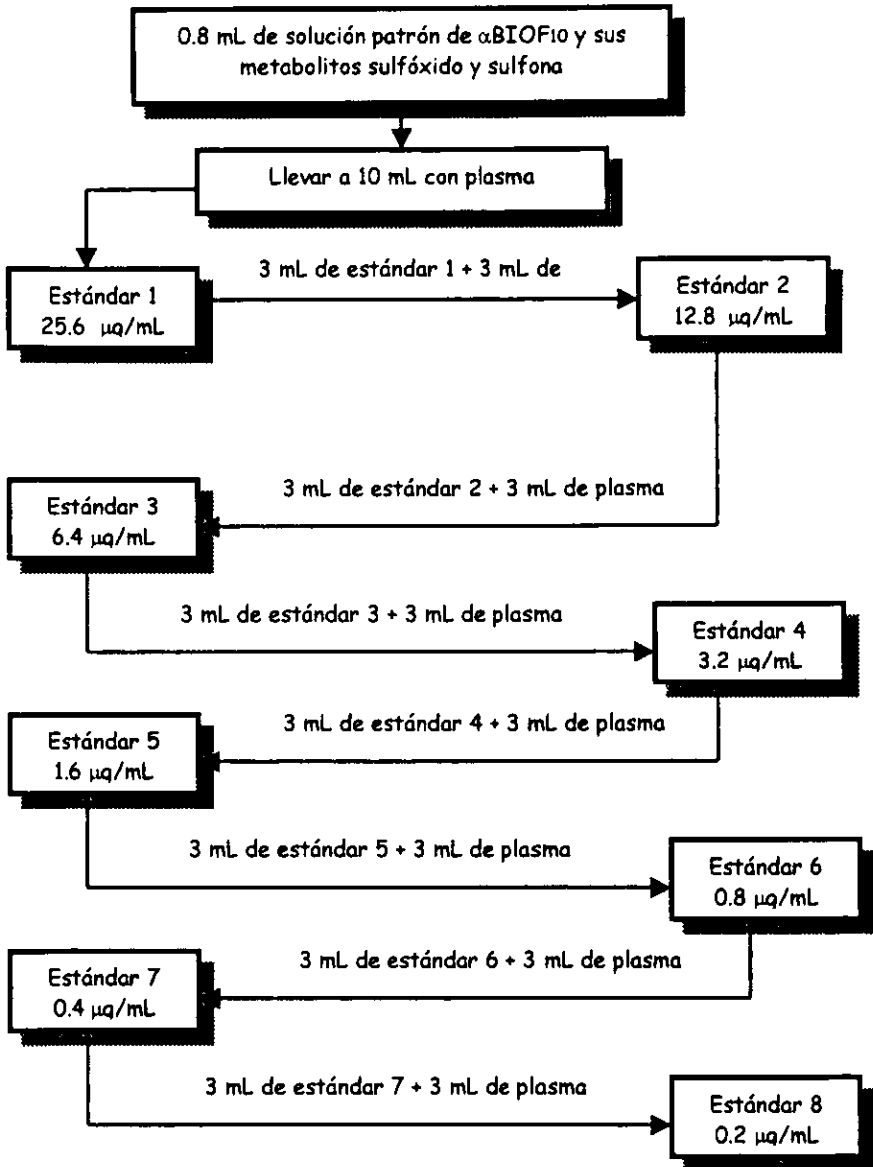 0.8 mL de solución patrón de αBIOF10 y sus
metabolitos sulfóxido y sulfona
Llevar a 10 mL con plasma
Estándar 1
25.6 µg/mL
3 mL de estándar 1 + 3 mL de
Estándar 2
12.8 µg/mL
3 mL de estándar 2 + 3 mL de plasma
Estándar 3
6.4 µg/mL
3 mL de estándar 3 + 3 mL de plasma
Estándar 4
3.2 µg/mL
3 mL de estándar 4 + 3 mL de plasma
Estándar 5
1.6 µg/mL
3 mL de estándar 5 + 3 mL de plasma
Estándar 6
0.8 µg/mL
3 mL de estándar 6 + 3 mL de plasma
Estándar 7
0.4 µg/mL
3 mL de estándar 7 + 3 mL de plasma
Estándar 8
0.2 µg/mL